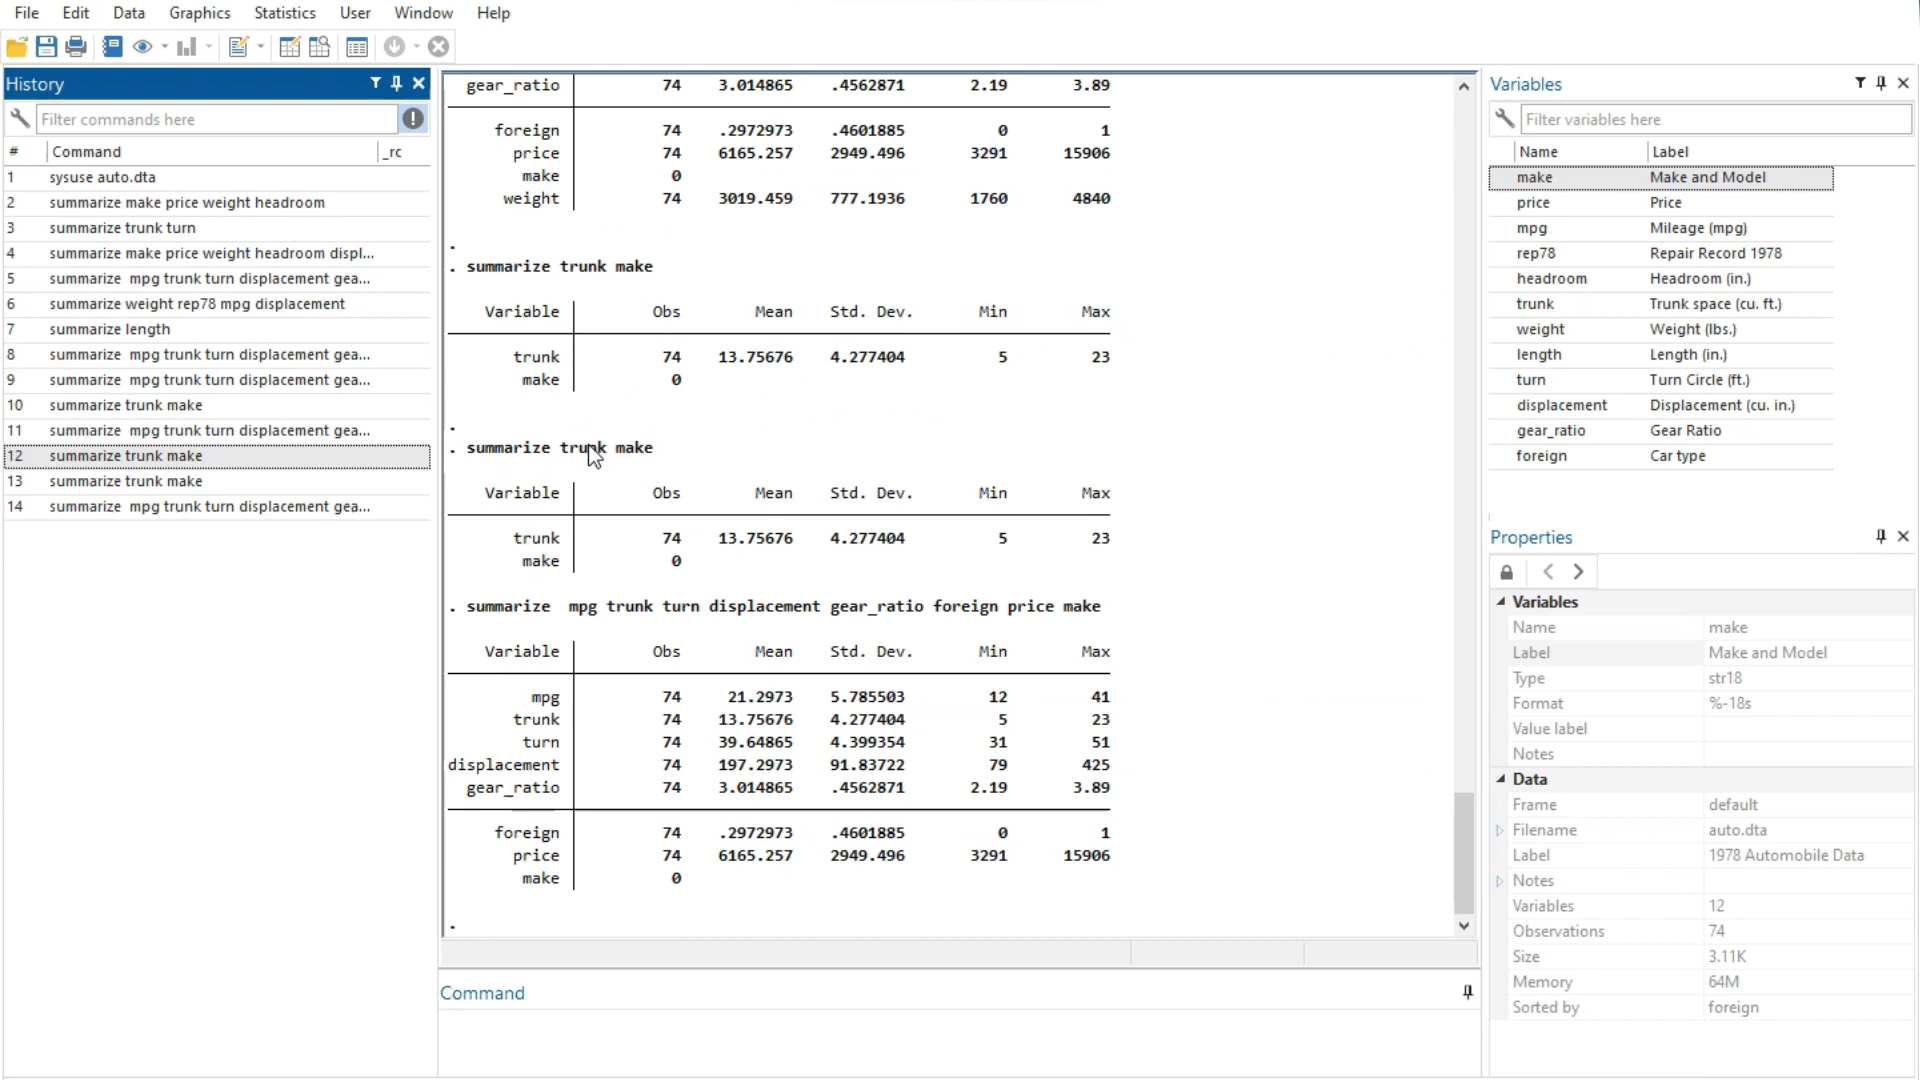 File Edit Data Graphics Statistics User Window Help
History
Filter commands here
# Command _rc
1 sysuse auto.dta
2 summarize make price weight headroom
3 summarize trunk turn
4 summarize make price weight headroom displ...
5 summarize mpg trunk turn displacement gea...
6 summarize weight rep78 mpg displacement
7 summarize length
8 summarize mpg trunk turn displacement gea...
9 summarize mpg trunk turn displacement gea...
10 summarize trunk make
11 summarize mpg trunk turn displacement gea...
12 summarize trunk make
13 summarize trunk make
14 summarize mpg trunk turn displacement gea...
gear_ratio 74 3.014865 .4562871 2.19 3.89
foreign 74 .2972973 .4601885 0 1
price 74 6165.257 2949.496 3291 15906
make 0
weight 74 3019.459 777.1936 1760 4840
.
. summarize trunk make
Variable Obs Mean Std. Dev. Min Max
trunk 74 13.75676 4.277404 5 23
make 0
.
. summarize trunk make
Variable Obs Mean Std. Dev. Min Max
trunk 74 13.75676 4.277404 5 23
make 0
. summarize mpg trunk turn displacement gear_ratio foreign price make
Variable Obs Mean Std. Dev. Min Max
mpg 74 21.2973 5.785503 12 41
trunk 74 13.75676 4.277404 5 23
turn 74 39.64865 4.399354 31 51
displacement 74 197.2973 91.83722 79 425
gear_ratio 74 3.014865 .4562871 2.19 3.89
foreign 74 .2972973 .4601885 0 1
price 74 6165.257 2949.496 3291 15906
make 0
.
Command
Variables
Filter variables here
Name Label
make Make and Model
price Price
mpg Mileage (mpg)
rep78 Repair Record 1978
headroom Headroom (in.)
trunk Trunk space (cu. ft.)
weight Weight (lbs.)
length Length (in.)
turn Turn Circle (ft.)
displacement Displacement (cu. in.)
gear_ratio Gear Ratio
foreign Car type
Properties
Variables
Name make
Label Make and Model
Type str18
Format %-18s
Value label
Notes
Data
Frame default
Filename auto.dta
Label 1978 Automobile Data
Notes
Variables 12
Observations 74
Size 3.11K
Memory 64M
Sorted by foreign